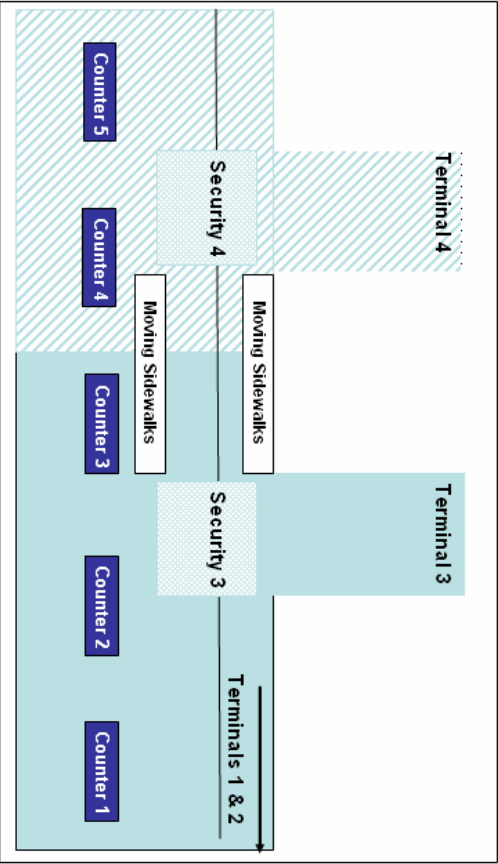 Terminal 4
Terminal 3
Moving Sidewalks
Terminals 1 & 2
Security 4
Security 3
Moving Sidewalks
Counter 5
Counter 4
Counter 3
Counter 2
Counter 1